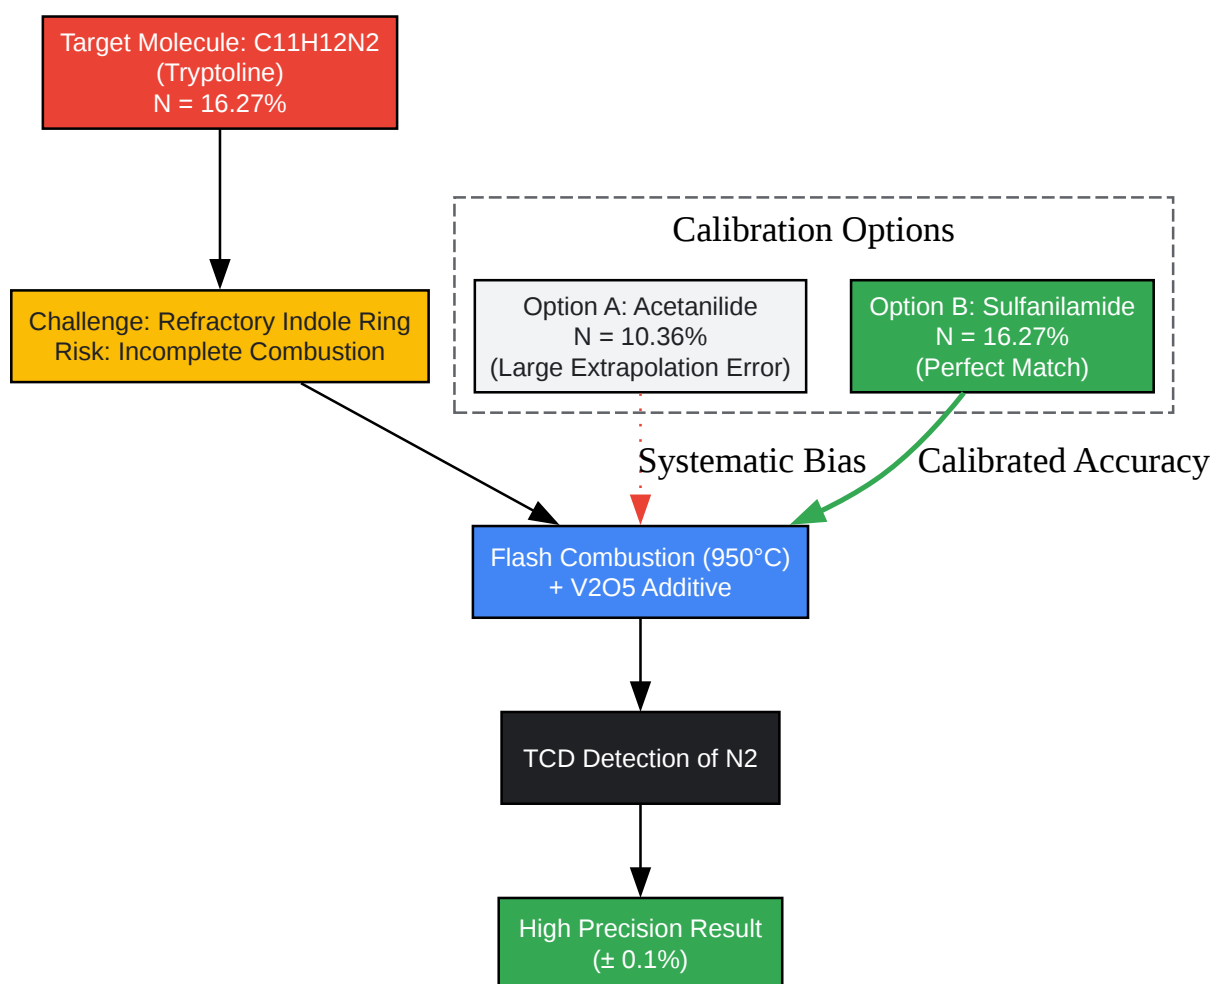 Target Molecule: C11H12N2
(Tryptoline)
N = 16.27%
Calibration Options
Challenge: Refractory Indole Ring
Risk: Incomplete Combustion
Option A: Acetanilide
N = 10.36%
(Large Extrapolation Error)
Option B: Sulfanilamide
N = 16.27%
(Perfect Match)
Systematic Bias
Calibrated Accuracy
Flash Combustion (950°C)
+ V2O5 Additive
TCD Detection of N2
High Precision Result
(± 0.1%)